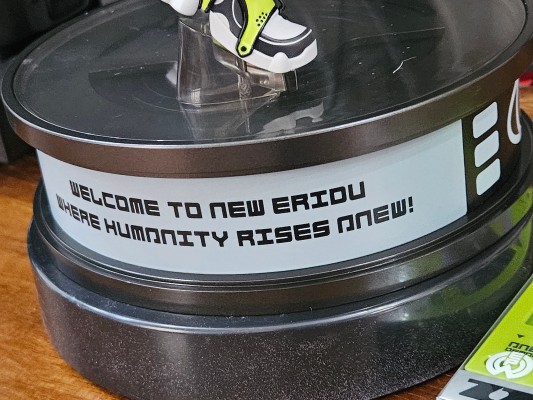 WELCOME TO NEW ERIDU
WHERE HUMANITY RISES ANEW!